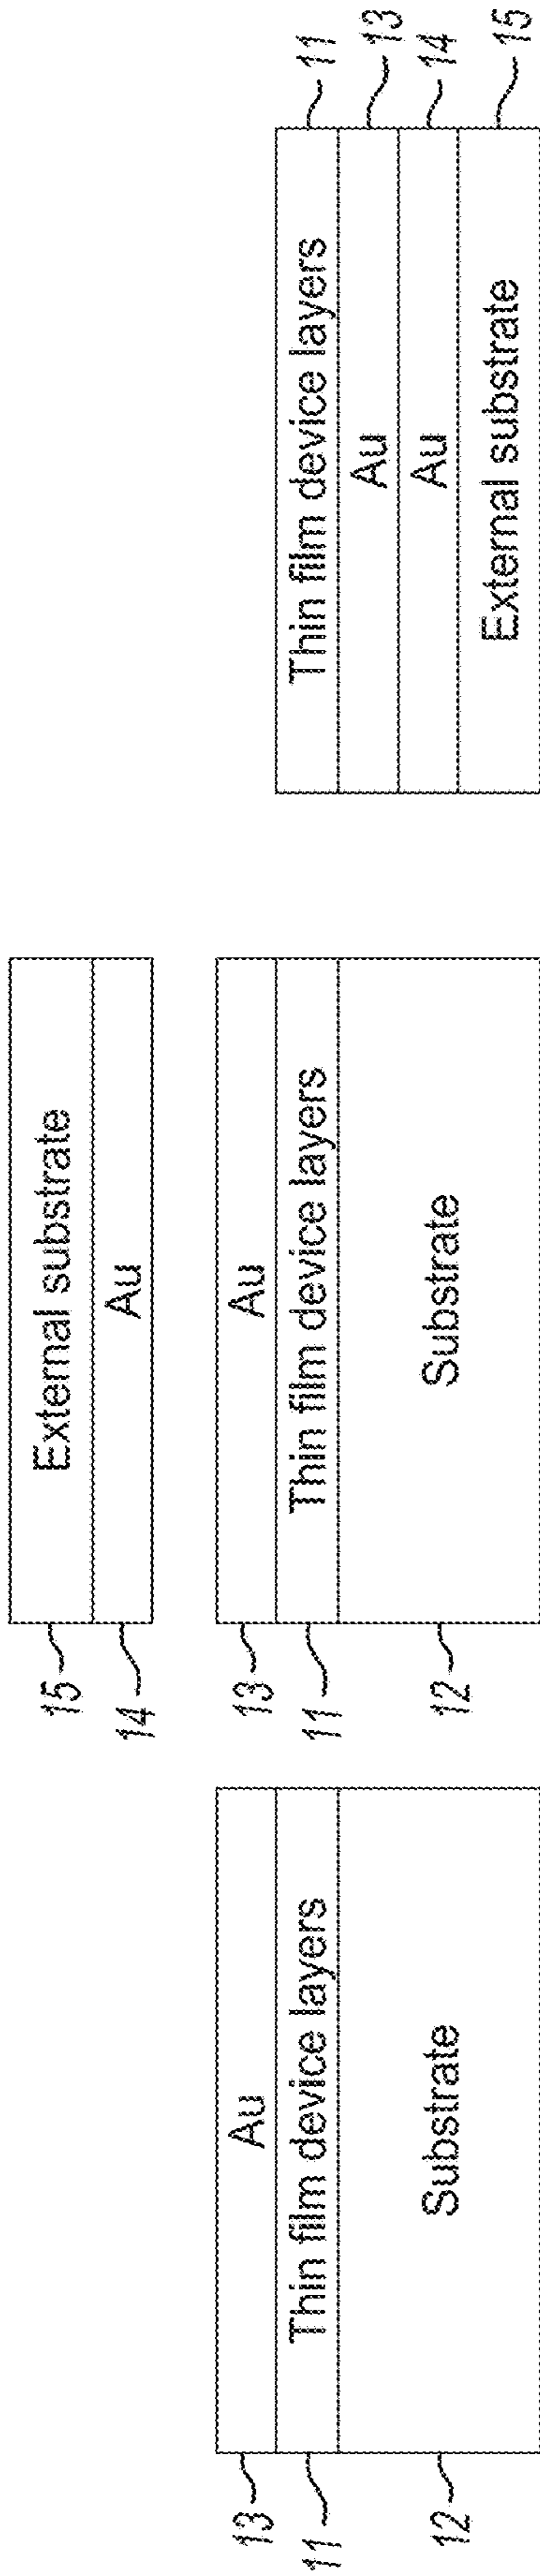 Au
Thin film device layers
Substrate
13
11
12
External substrate
Au
15
14
Au
Thin film device layers
Substrate
13
11
12
Thin film device layers
Au
Au
External substrate
11
13
14
15